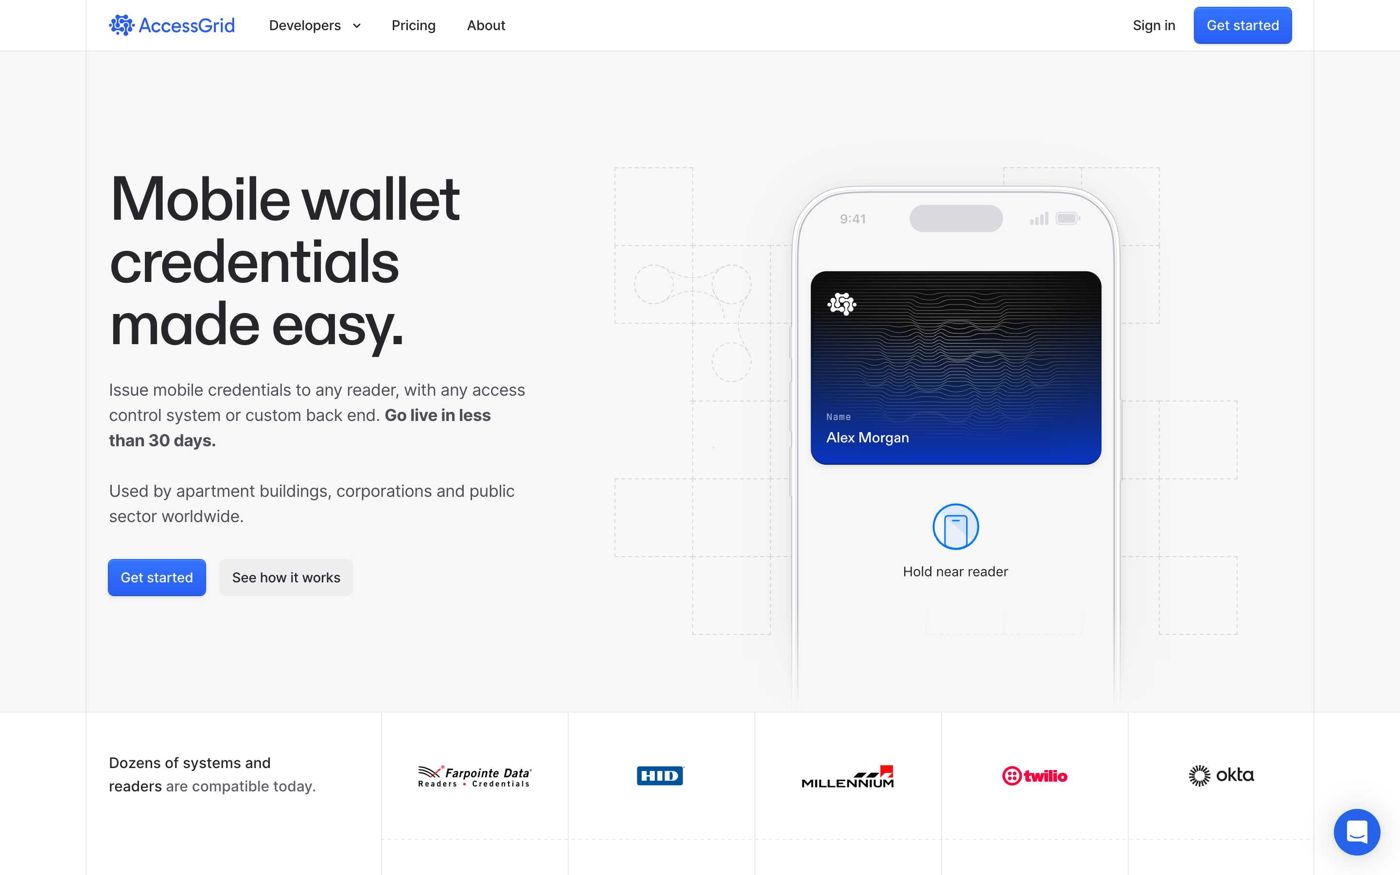 AccessGrid
Developers
Pricing
About
Sign in
Get started
Mobile wallet
credentials
made easy.
Issue mobile credentials to any reader, with any access
control system or custom back end. Go live in less
than 30 days.
Used by apartment buildings, corporations and public
sector worldwide.
Get started
See how it works
9:41
Name
Alex Morgan
Hold near reader
Dozens of systems and
readers are compatible today.
Farpointe Data
Readers • Credentials
HID
MILLENNIUM
twilio
okta